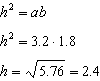 h² = ab
h² = 3.2 · 1.8
h = √5.76 = 2.4